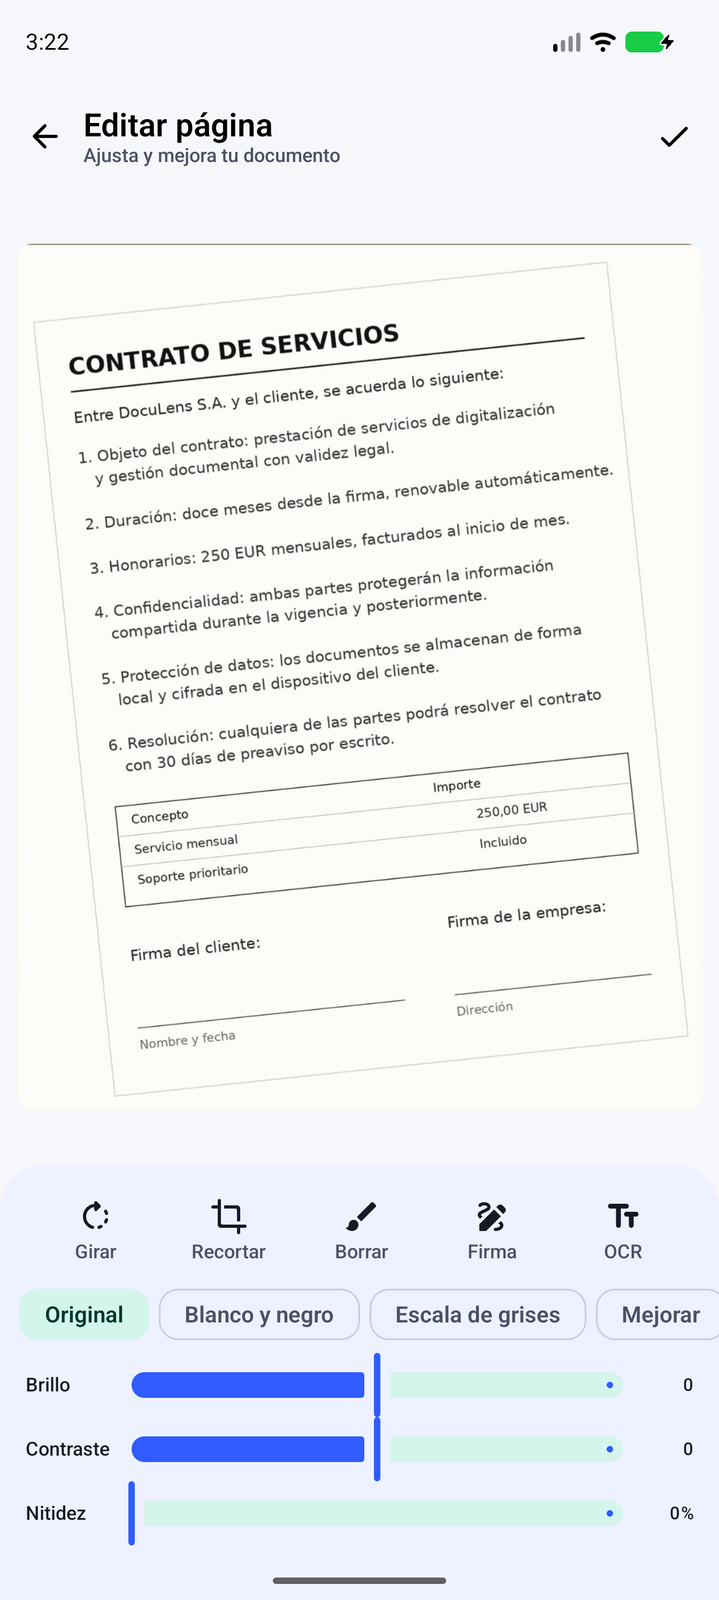 3:22
Editar página
Ajusta y mejora tu documento
CONTRATO DE SERVICIOS
Entre DocuLens S.A. y el cliente, se acuerda lo siguiente:
1. Objeto del contrato: prestación de servicios de digitalización
y gestión documental con validez legal.
2. Duración: doce meses desde la firma, renovable automáticamente.
3. Honorarios: 250 EUR mensuales, facturados al inicio de mes.
4. Confidencialidad: ambas partes protegerán la información
compartida durante la vigencia y posteriormente.
5. Protección de datos: los documentos se almacenan de forma
local y cifrada en el dispositivo del cliente.
6. Resolución: cualquiera de las partes podrá resolver el contrato
con 30 días de preaviso por escrito.
Concepto Importe
Servicio mensual 250,00 EUR
Soporte prioritario Incluido
Firma del cliente: Firma de la empresa:
Nombre y fecha Dirección
Girar Recortar Borrar Firma OCR
Original Blanco y negro Escala de grises Mejorar
Brillo 0
Contraste 0
Nitidez 0%